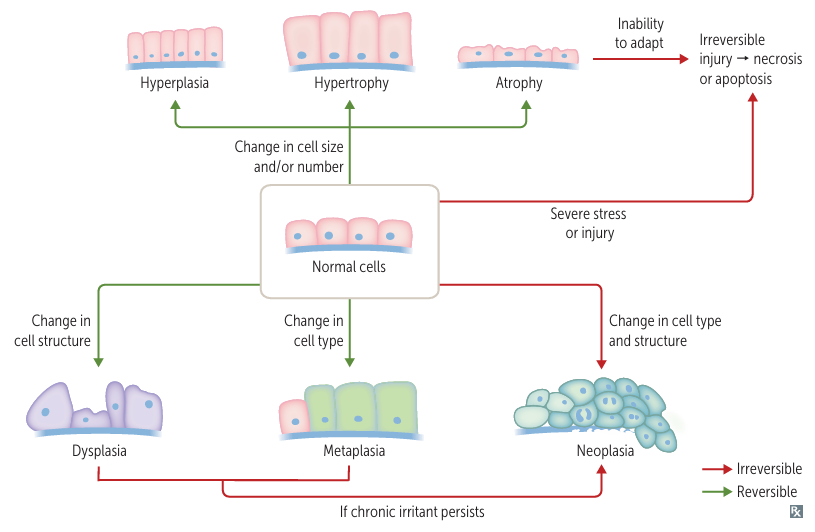 Hyperplasia
Hypertrophy
Atrophy
Inability
to adapt
Irreversible
injury → necrosis
or apoptosis
Change in cell size
and/or number
Severe stress
or injury
Normal cells
Change in
cell structure
Change in
cell type
Change in cell type
and structure
Dysplasia
Metaplasia
Neoplasia
If chronic irritant persists
Irreversible
Reversible
Rx